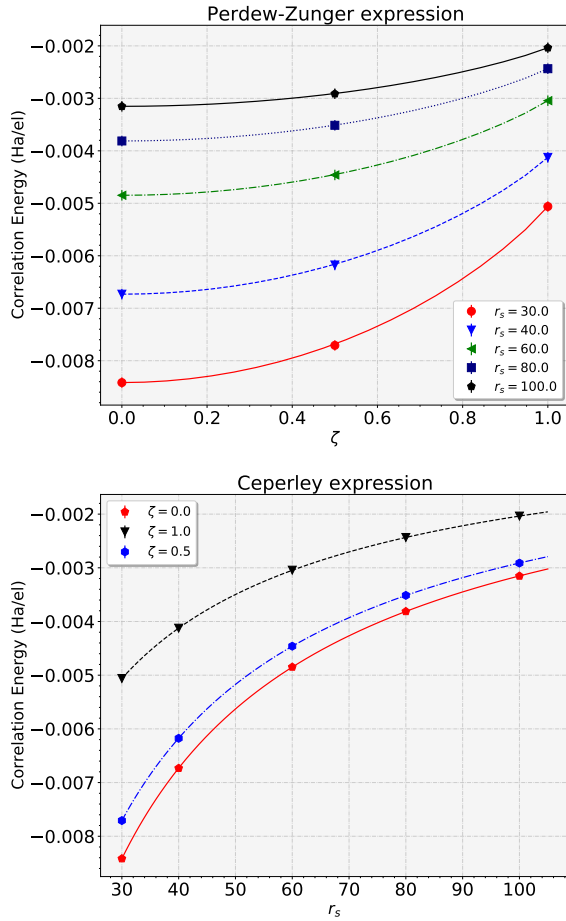 Perdew-Zunger expression
Correlation Energy (Ha/el)
−0.002
−0.003
−0.004
−0.005
−0.006
−0.007
−0.008
0.0 0.2 0.4 0.6 0.8 1.0
ζ
r_s = 30.0
r_s = 40.0
r_s = 60.0
r_s = 80.0
r_s = 100.0
Ceperley expression
Correlation Energy (Ha/el)
−0.002
−0.003
−0.004
−0.005
−0.006
−0.007
−0.008
30 40 50 60 70 80 90 100
r_s
ζ = 0.0
ζ = 1.0
ζ = 0.5